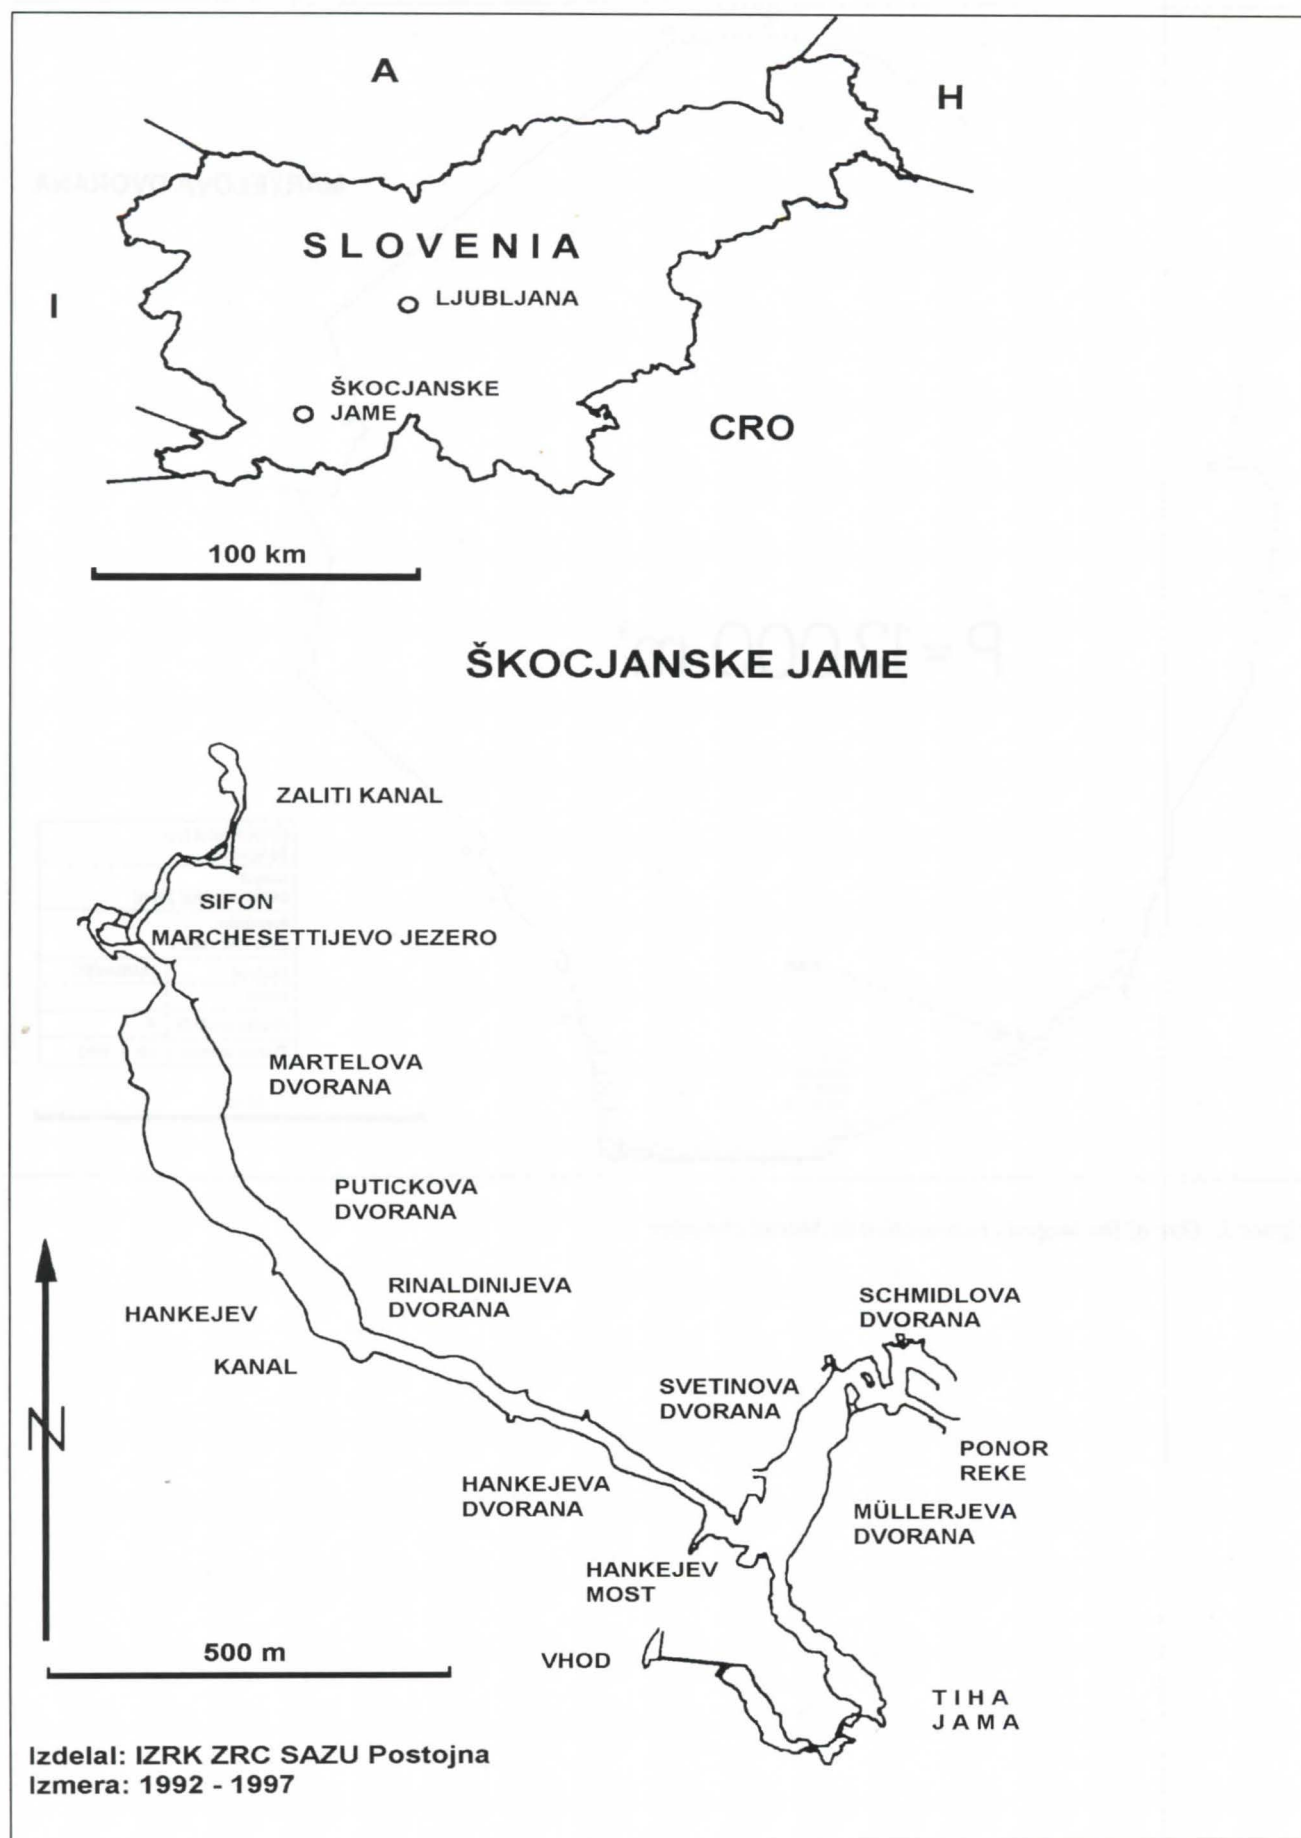 A
H
SLOVENIA
I
LJUBLJANA
ŠKOCJANSKE
JAME
CRO
100 km
ŠKOCJANSKE JAME
ZALITI KANAL
SIFON
MARCHESETTIJEVO JEZERO
MARTELOVA
DVORANA
PUTICKOVA
DVORANA
RINALDINIJEVA
DVORANA
HANKEJEV
KANAL
SCHMIDLOVA
DVORANA
SVETINOVA
DVORANA
PONOR
REKE
N
HANKEJEVA
DVORANA
MÜLLERJEVA
DVORANA
HANKEJEV
MOST
500 m
VHOD
TIHA
JAMA
Izdelal: IZRK ZRC SAZU Postojna
Izmera: 1992 - 1997